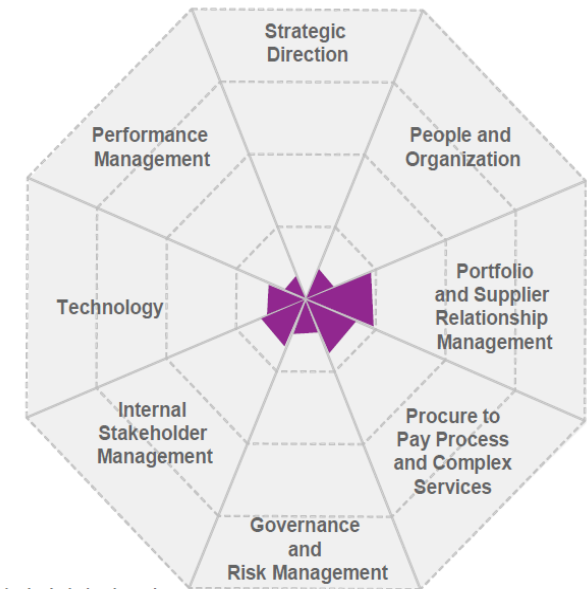 Strategic
Direction
Performance
Management
People and
Organization
Technology
Portfolio
and Supplier
Relationship
Management
Internal
Stakeholder
Management
Procure to
Pay Process
and Complex
Services
Governance
and
Risk Management